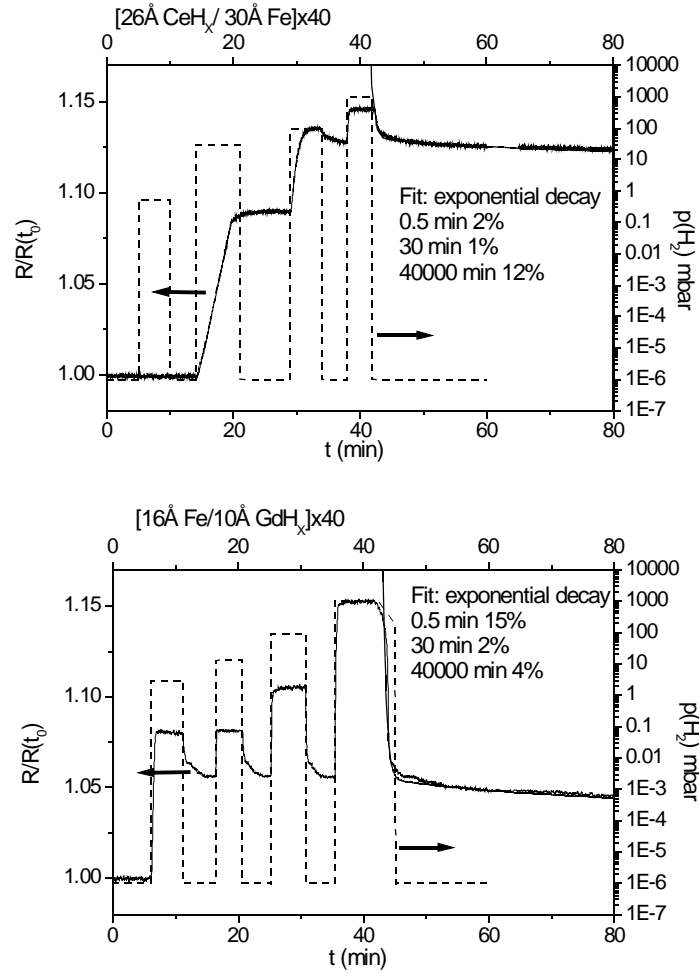 [26Å CeHX/ 30Å Fe]x40
0 20 40 60 80
1.15
1.10
1.05
1.00
R/R(t0)
10000
1000
100
10
1
0.1
0.01
1E-3
1E-4
1E-5
1E-6
1E-7
p(H2) mbar
Fit: exponential decay
0.5 min 2%
30 min 1%
40000 min 12%
0 20 40 60 80
t (min)
[16Å Fe/10Å GdHX]x40
0 20 40 60 80
1.15
1.10
1.05
1.00
R/R(t0)
10000
1000
100
10
1
0.1
0.01
1E-3
1E-4
1E-5
1E-6
1E-7
p(H2) mbar
Fit: exponential decay
0.5 min 15%
30 min 2%
40000 min 4%
0 20 40 60 80
t (min)